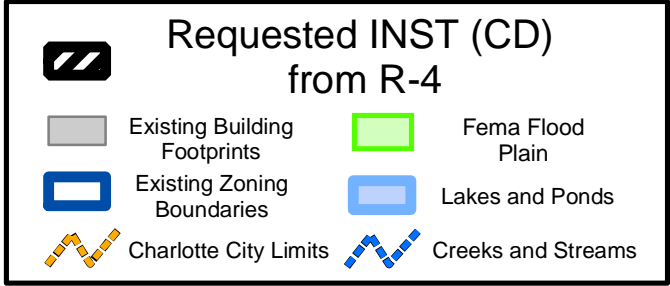 Requested INST (CD)
from R-4
Existing Building
Footprints
Fema Flood
Plain
Existing Zoning
Boundaries
Lakes and Ponds
Charlotte City Limits
Creeks and Streams